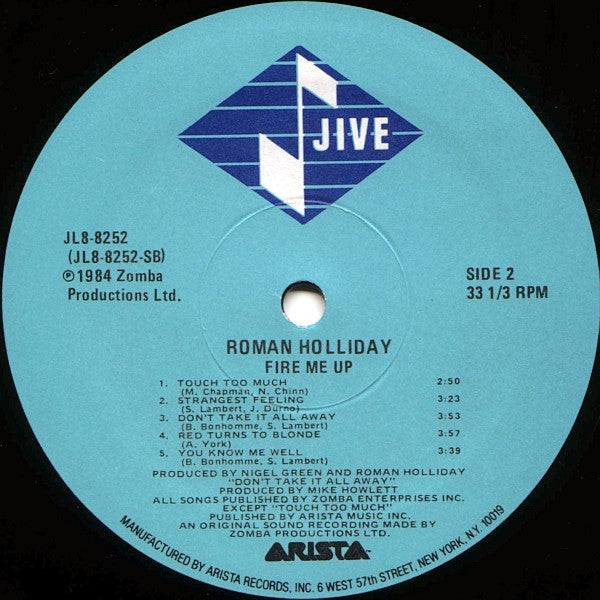 JIVE
JL8-8252
(JL8-8252-SB)
℗1984 Zomba
Productions Ltd.
SIDE 2
33 1/3 RPM
ROMAN HOLLIDAY
FIRE ME UP
1. TOUCH TOO MUCH 2:50
(M. Chapman, N. Chinn)
2. STRANGEST FEELING 3:23
(S. Lambert, J. Durno)
3. DON'T TAKE IT ALL AWAY 3:53
(B. Bonhomme, S. Lambert)
4. RED TURNS TO BLONDE 3:57
(A. York)
5. YOU KNOW ME WELL 3:39
(B. Bonhomme, S. Lambert)
PRODUCED BY NIGEL GREEN AND ROMAN HOLLIDAY
"DON'T TAKE IT ALL AWAY"
PRODUCED BY MIKE HOWLETT
ALL SONGS PUBLISHED BY ZOMBA ENTERPRISES INC.
EXCEPT "TOUCH TOO MUCH"
PUBLISHED BY ARISTA MUSIC INC.
AN ORIGINAL SOUND RECORDING MADE BY
ZOMBA PRODUCTIONS LTD.
ARISTA
MANUFACTURED BY ARISTA RECORDS, INC. 6 WEST 57th STREET, NEW YORK, N.Y. 10019